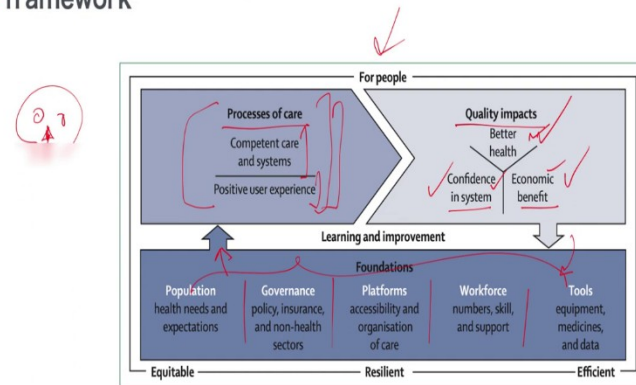 framework
For people
Processes of care
Competent care
and systems
Positive user experience
Quality impacts
Better
health
Confidence
in system
Economic
benefit
Learning and improvement
Foundations
Population
health needs and
expectations
Governance
policy, insurance,
and non-health
sectors
Platforms
accessibility and
organisation
of care
Workforce
numbers, skill,
and support
Tools
equipment,
medicines,
and data
Equitable
Resilient
Efficient